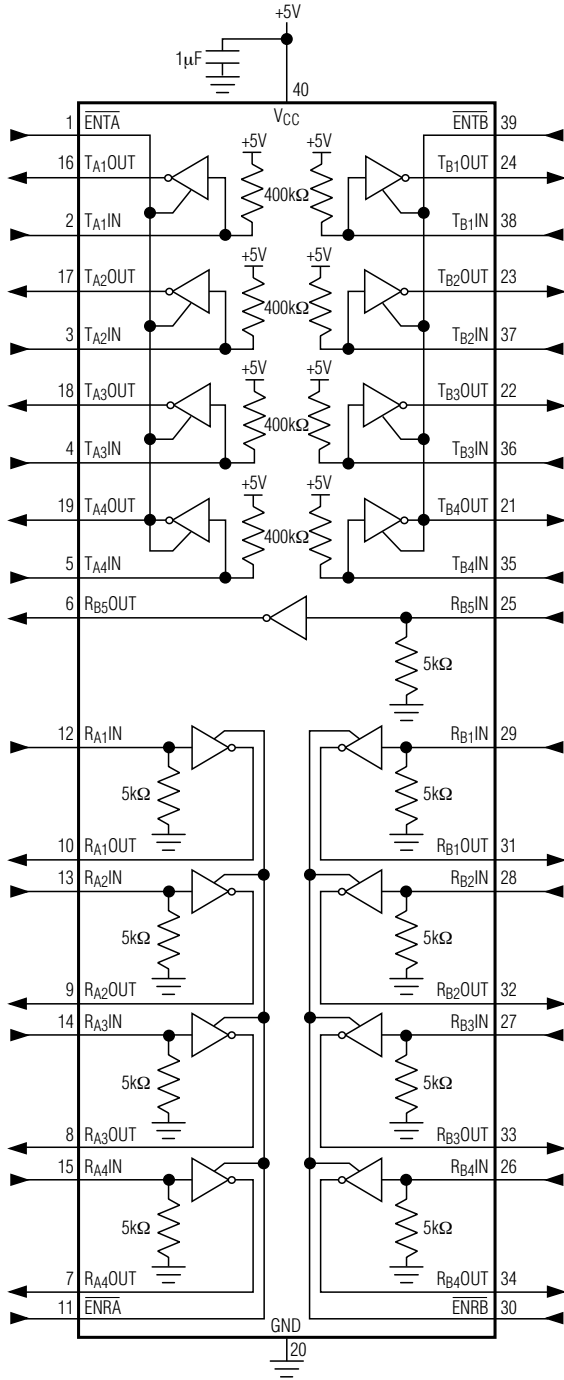 +5V
1µF
40
VCC
1 ENTA ENTB 39
16 TA1OUT +5V +5V TB1OUT 24
400kΩ
2 TA1IN TB1IN 38
17 TA2OUT +5V +5V TB2OUT 23
400kΩ
3 TA2IN TB2IN 37
18 TA3OUT +5V +5V TB3OUT 22
400kΩ
4 TA3IN TB3IN 36
19 TA4OUT +5V +5V TB4OUT 21
400kΩ
5 TA4IN TB4IN 35
6 RB5OUT RB5IN 25
5kΩ
12 RA1IN RB1IN 29
5kΩ 5kΩ
10 RA1OUT RB1OUT 31
13 RA2IN RB2IN 28
5kΩ 5kΩ
9 RA2OUT RB2OUT 32
14 RA3IN RB3IN 27
5kΩ 5kΩ
8 RA3OUT RB3OUT 33
15 RA4IN RB4IN 26
5kΩ 5kΩ
7 RA4OUT RB4OUT 34
11 ENRA ENRB 30
GND
20